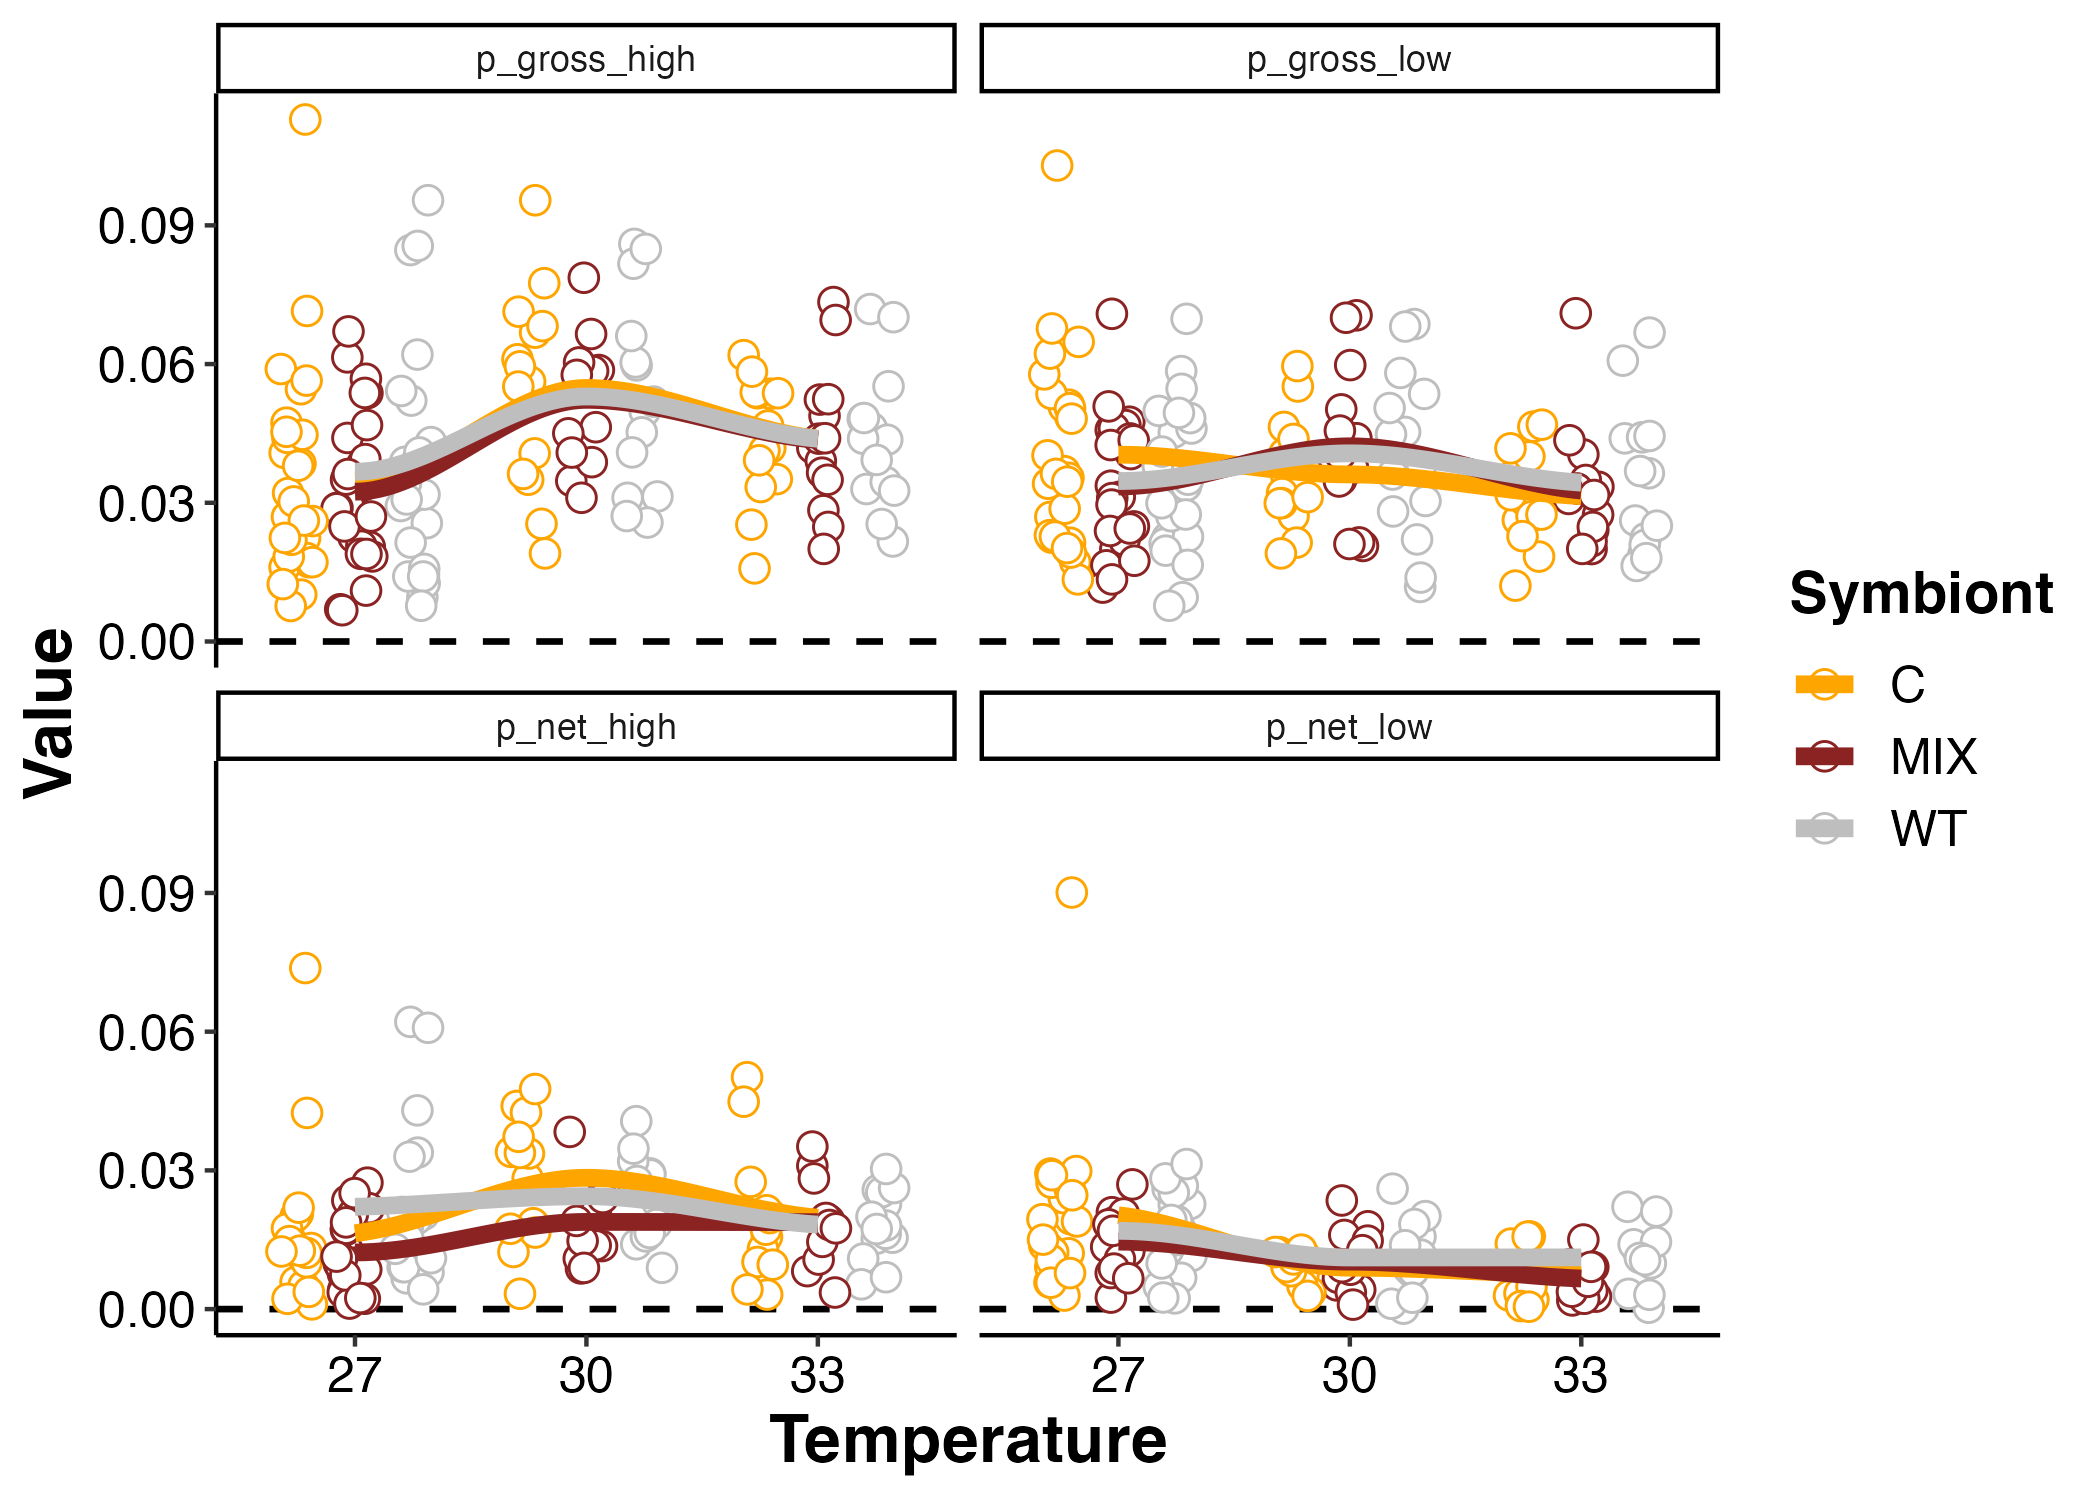 p_gross_high
p_gross_low
0.09
0.06
0.03
0.00
p_net_high
p_net_low
0.09
0.06
0.03
0.00
27
30
33
27
30
33
Temperature
Value
Symbiont
C
MIX
WT